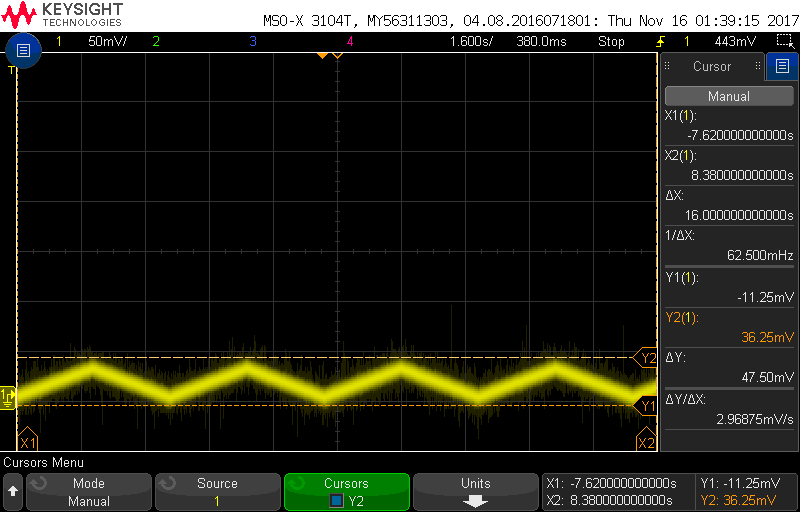 KEYSIGHT
TECHNOLOGIES
MSO-X 3104T, MY56311303, 04.08.2016071801: Thu Nov 16 01:39:15 2017
1 50mV/ 2 3 4 1.600s/ 380.0ms Stop 1 443mV
T
Cursor
Manual
X1(1):
-7.620000000000s
X2(1):
8.380000000000s
ΔX:
16.000000000000s
1/ΔX:
62.500mHz
Y1(1):
-11.25mV
Y2(1):
36.25mV
ΔY:
47.50mV
ΔY/ΔX:
2.96875mV/s
Y2
1
Y1
X1
X2
Cursors Menu
Mode
Manual
Source
1
Cursors
Y2
Units
X1: -7.620000000000s
X2: 8.380000000000s
Y1: -11.25mV
Y2: 36.25mV